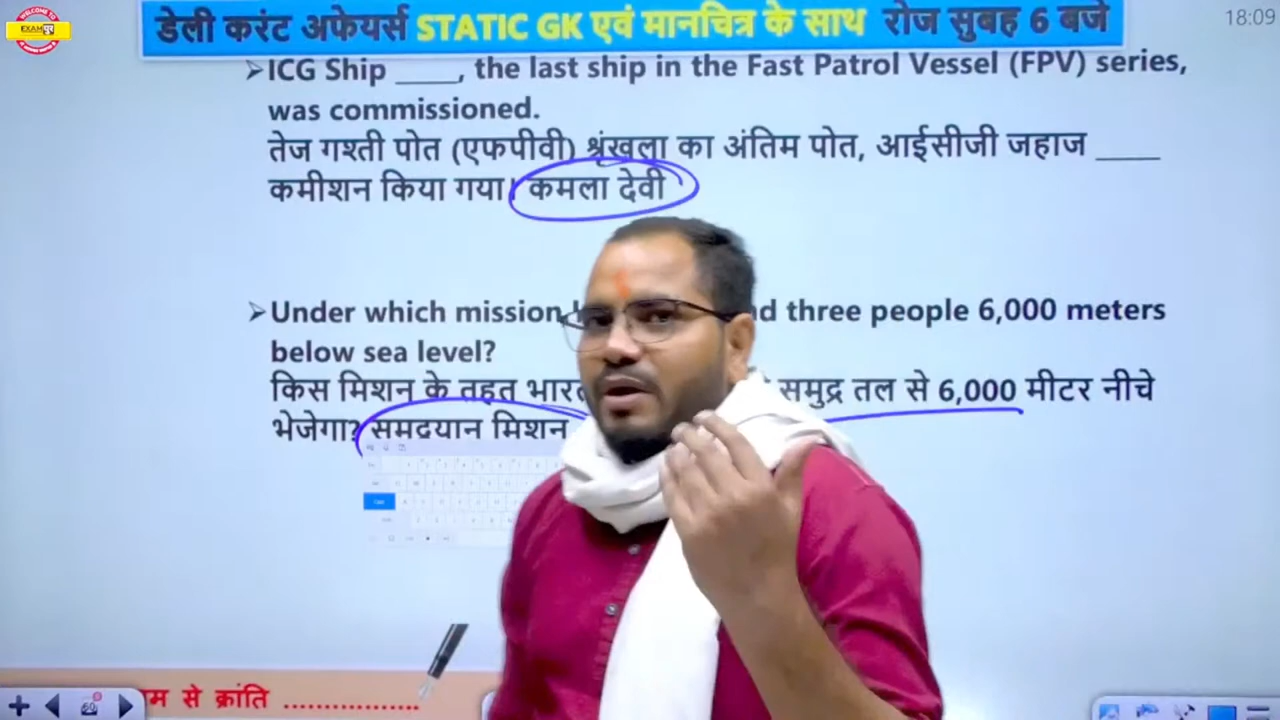 WELCOME TO
EXAM पुर
डेली करंट अफेयर्स STATIC GK एवं मानचित्र के साथ रोज सुबह 6 बजे
18:09
➢ICG Ship ____, the last ship in the Fast Patrol Vessel (FPV) series,
was commissioned.
तेज गश्ती पोत (एफपीवी) श्रृंखला का अंतिम पोत, आईसीजी जहाज ____
कमीशन किया गया। कमला देवी
➢Under which mission three people 6,000 meters
below sea level?
किस मिशन के तहत समुद्र तल से 6,000 मीटर नीचे
भेजेगा? समुद्रयान मिशन
से क्रांति ..................